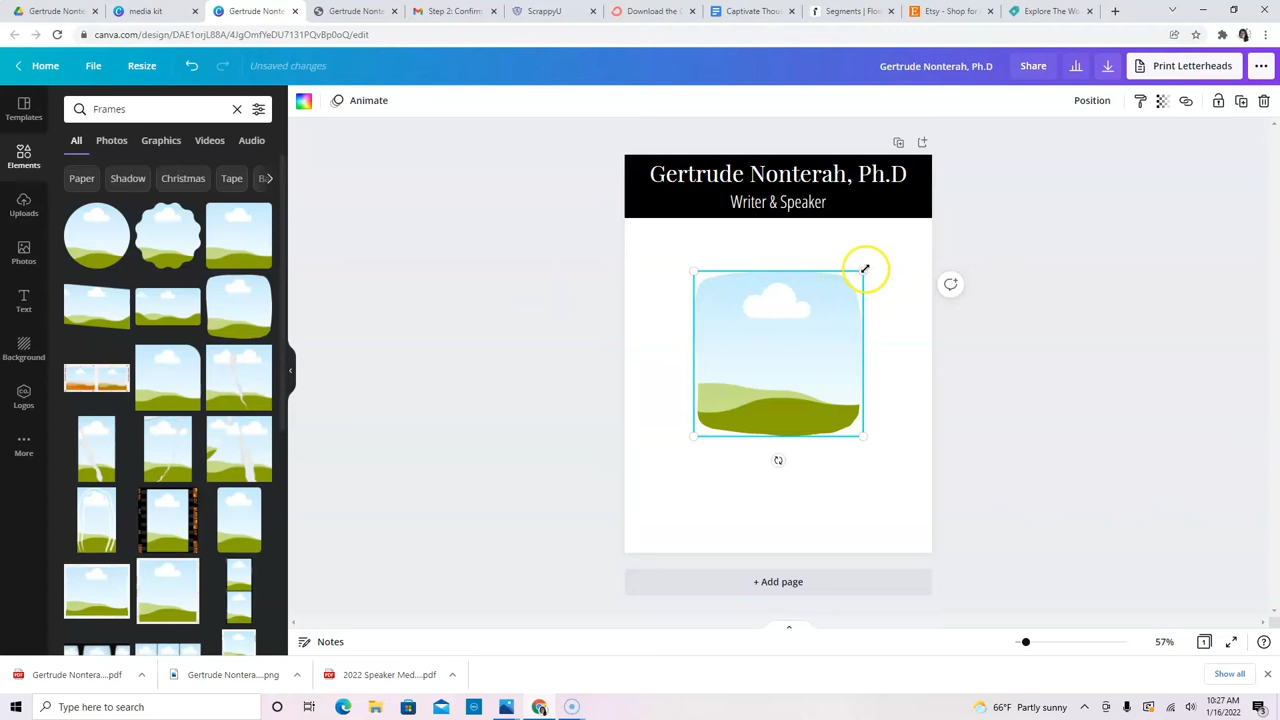 Gertrude Nonterah,
media kit
Gertrude Nonterah,
Gertrude Nonterah,
Step 2: Confirm
ScrappyU
Download the
Captivate Thou
Segments | Flo
Etsy - Shop for
Explore The Wo
canva.com/design/DAE1orjL88A/4JgOmfYeDU7131PQvBp0oQ/edit
Home
File
Resize
Unsaved changes
Gertrude Nonterah, Ph.D
Share
Print Letterheads
Templates
Elements
Uploads
Photos
Text
Background
Logos
More
Frames
All
Photos
Graphics
Videos
Audio
Paper
Shadow
Christmas
Tape
Animate
Position
Gertrude Nonterah, Ph.D
Writer & Speaker
+ Add page
Notes
57%
1
Gertrude Nontera....pdf
Gertrude Nontera....png
2022 Speaker Med....pdf
Show all
Type here to search
66°F Partly sunny
10:27 AM
1/16/2022